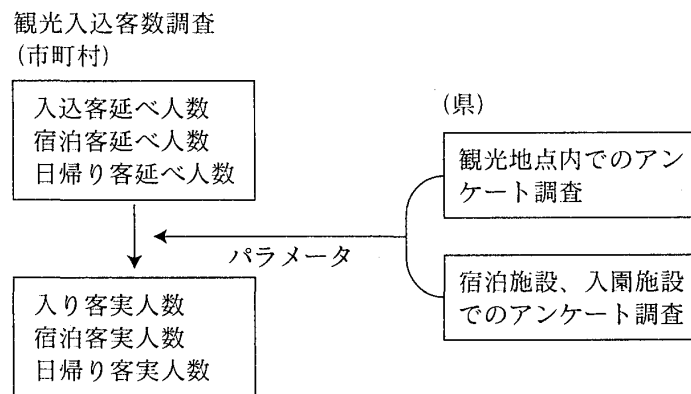 観光入込客数調査
(市町村)
入込客延べ人数
宿泊客延べ人数
日帰り客延べ人数
(県)
観光地点内でのアン
ケート調査
パラメータ
宿泊施設、入園施設
でのアンケート調査
入り客実人数
宿泊客実人数
日帰り客実人数